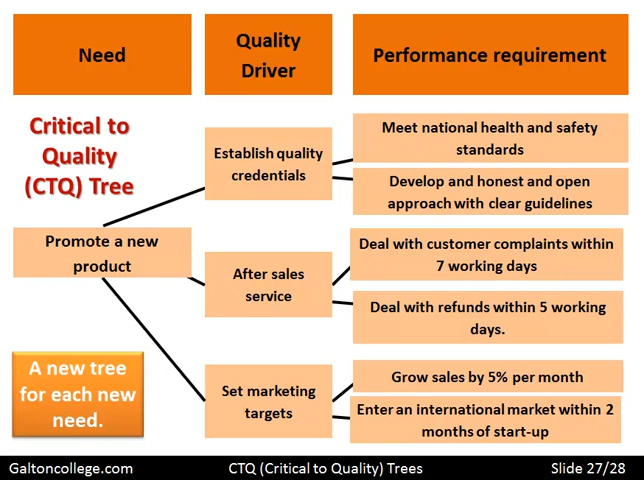 Need
Quality
Driver
Performance requirement
Critical to
Quality
(CTQ) Tree
Establish quality
credentials
Meet national health and safety
standards
Develop and honest and open
approach with clear guidelines
Promote a new
product
After sales
service
Deal with customer complaints within
7 working days
Deal with refunds within 5 working
days.
A new tree
for each new
need.
Set marketing
targets
Grow sales by 5% per month
Enter an international market within 2
months of start-up
Galtoncollege.com
CTQ (Critical to Quality) Trees
Slide 27/28